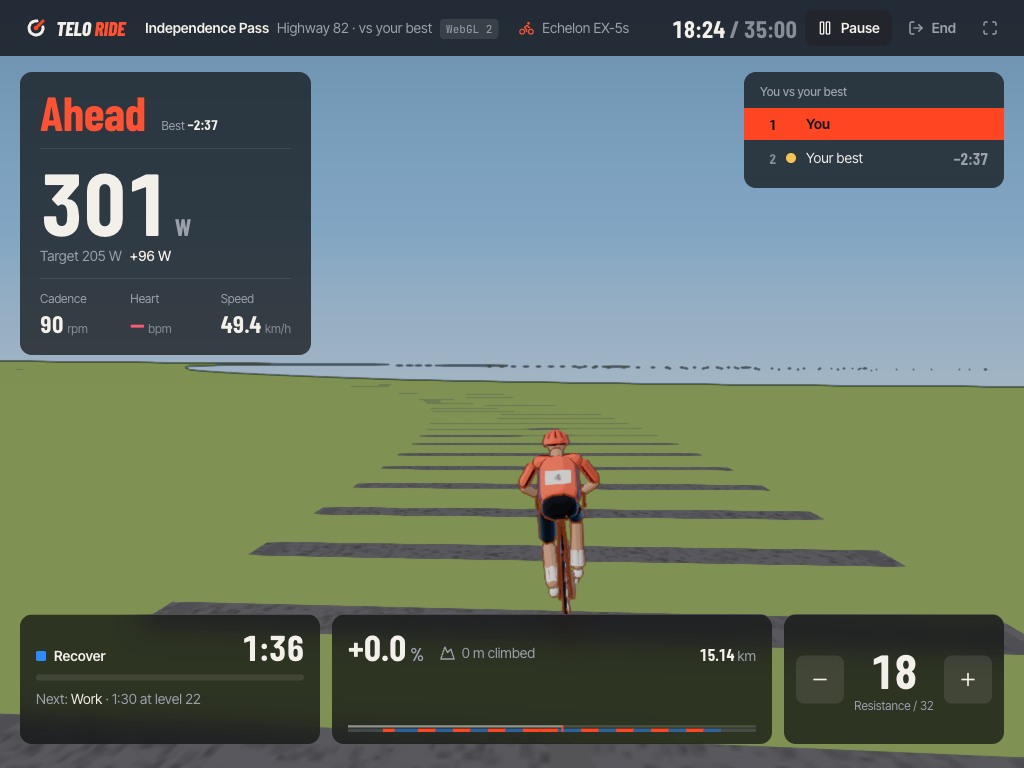 TELO RIDE
Independence Pass Highway 82 · vs your best WebGL 2
Echelon EX-5s
18:24 / 35:00
Pause
End
Ahead Best −2:37
301 W
Target 205 W +96 W
Cadence Heart Speed
90 rpm – bpm 49.4 km/h
You vs your best
1 You
2 Your best −2:37
4
Recover 1:36
Next: Work · 1:30 at level 22
+0.0 % 0 m climbed 15.14 km
− 18 +
Resistance / 32